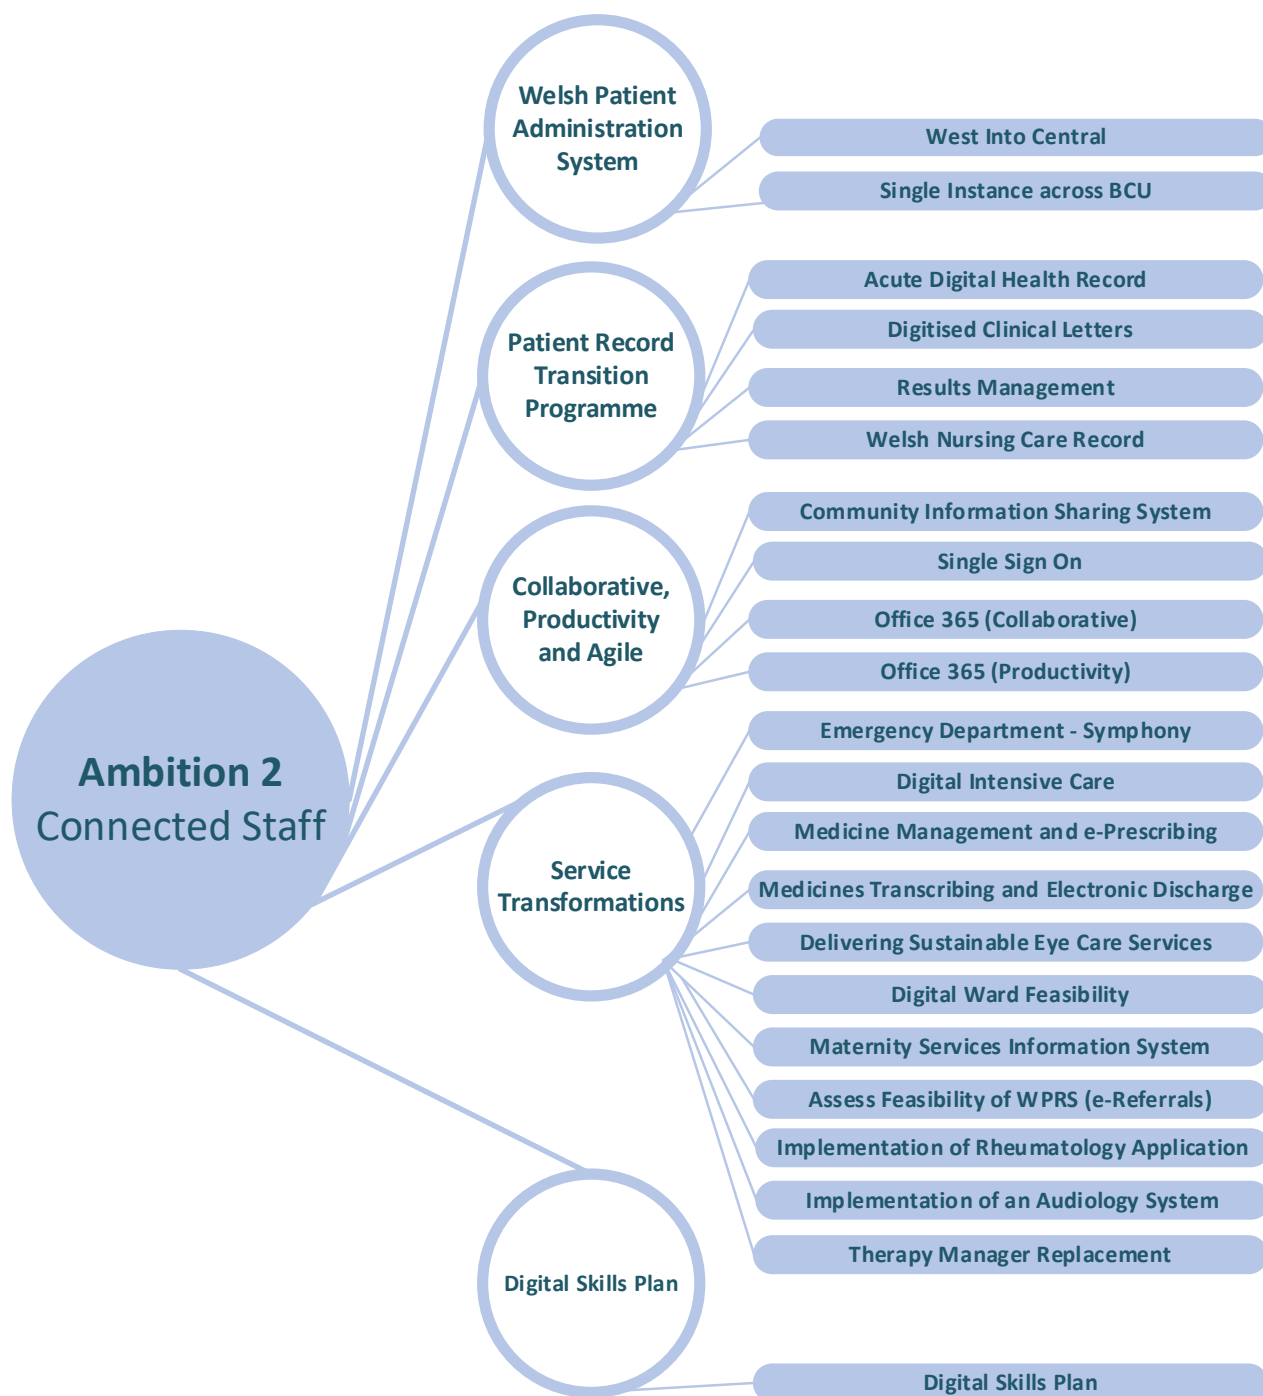 Welsh Patient
Administration
System
West Into Central
Single Instance across BCU
Patient Record
Transition
Programme
Acute Digital Health Record
Digitised Clinical Letters
Results Management
Welsh Nursing Care Record
Collaborative,
Productivity
and Agile
Community Information Sharing System
Single Sign On
Office 365 (Collaborative)
Office 365 (Productivity)
Ambition 2
Connected Staff
Service
Transformations
Emergency Department - Symphony
Digital Intensive Care
Medicine Management and e-Prescribing
Medicines Transcribing and Electronic Discharge
Delivering Sustainable Eye Care Services
Digital Ward Feasibility
Maternity Services Information System
Assess Feasibility of WPRS (e-Referrals)
Implementation of Rheumatology Application
Implementation of an Audiology System
Therapy Manager Replacement
Digital Skills Plan
Digital Skills Plan